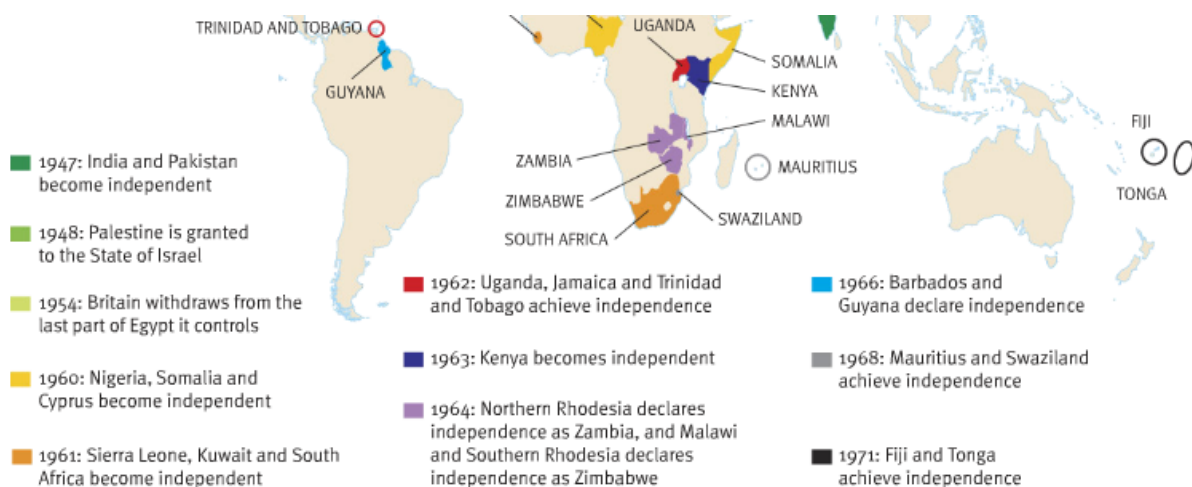 TRINIDAD AND TOBAGO
GUYANA
UGANDA
SOMALIA
KENYA
MALAWI
ZAMBIA
MAURITIUS
ZIMBABWE
SWAZILAND
SOUTH AFRICA
FIJI
TONGA
1947: India and Pakistan
become independent
1948: Palestine is granted
to the State of Israel
1954: Britain withdraws from the
last part of Egypt it controls
1960: Nigeria, Somalia and
Cyprus become independent
1961: Sierra Leone, Kuwait and South
Africa become independent
1962: Uganda, Jamaica and Trinidad
and Tobago achieve independence
1963: Kenya becomes independent
1964: Northern Rhodesia declares
independence as Zambia, and Malawi
and Southern Rhodesia declares
independence as Zimbabwe
1966: Barbados and
Guyana declare independence
1968: Mauritius and Swaziland
achieve independence
1971: Fiji and Tonga
achieve independence